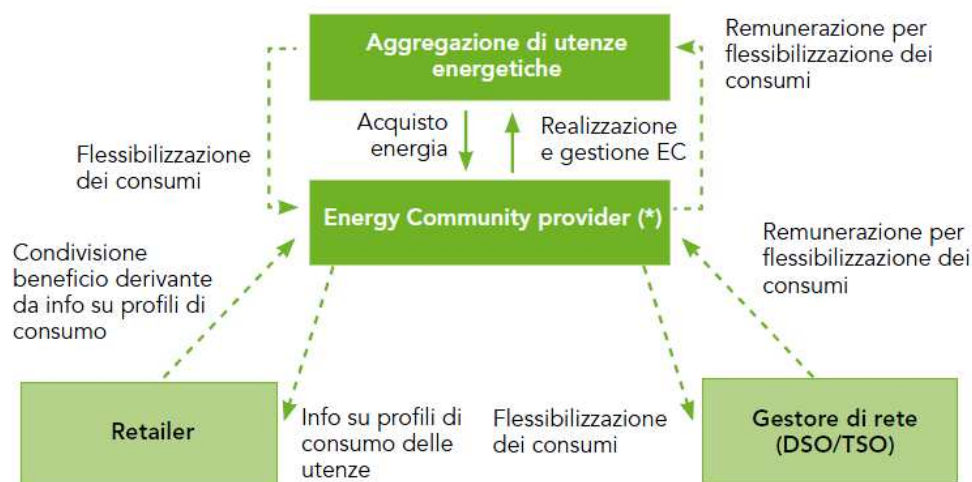 Aggregazione di utenze
energetiche
Remunerazione per
flessibilizzazione dei
consumi
Acquisto
energia
Realizzazione
e gestione EC
Flessibilizzazione
dei consumi
Energy Community provider (*)
Condivisione
beneficio derivante
da info su profili di
consumo
Remunerazione per
flessibilizzazione dei
consumi
Retailer
Info su profili di
consumo delle
utenze
Flessibilizzazione
dei consumi
Gestore di rete
(DSO/TSO)